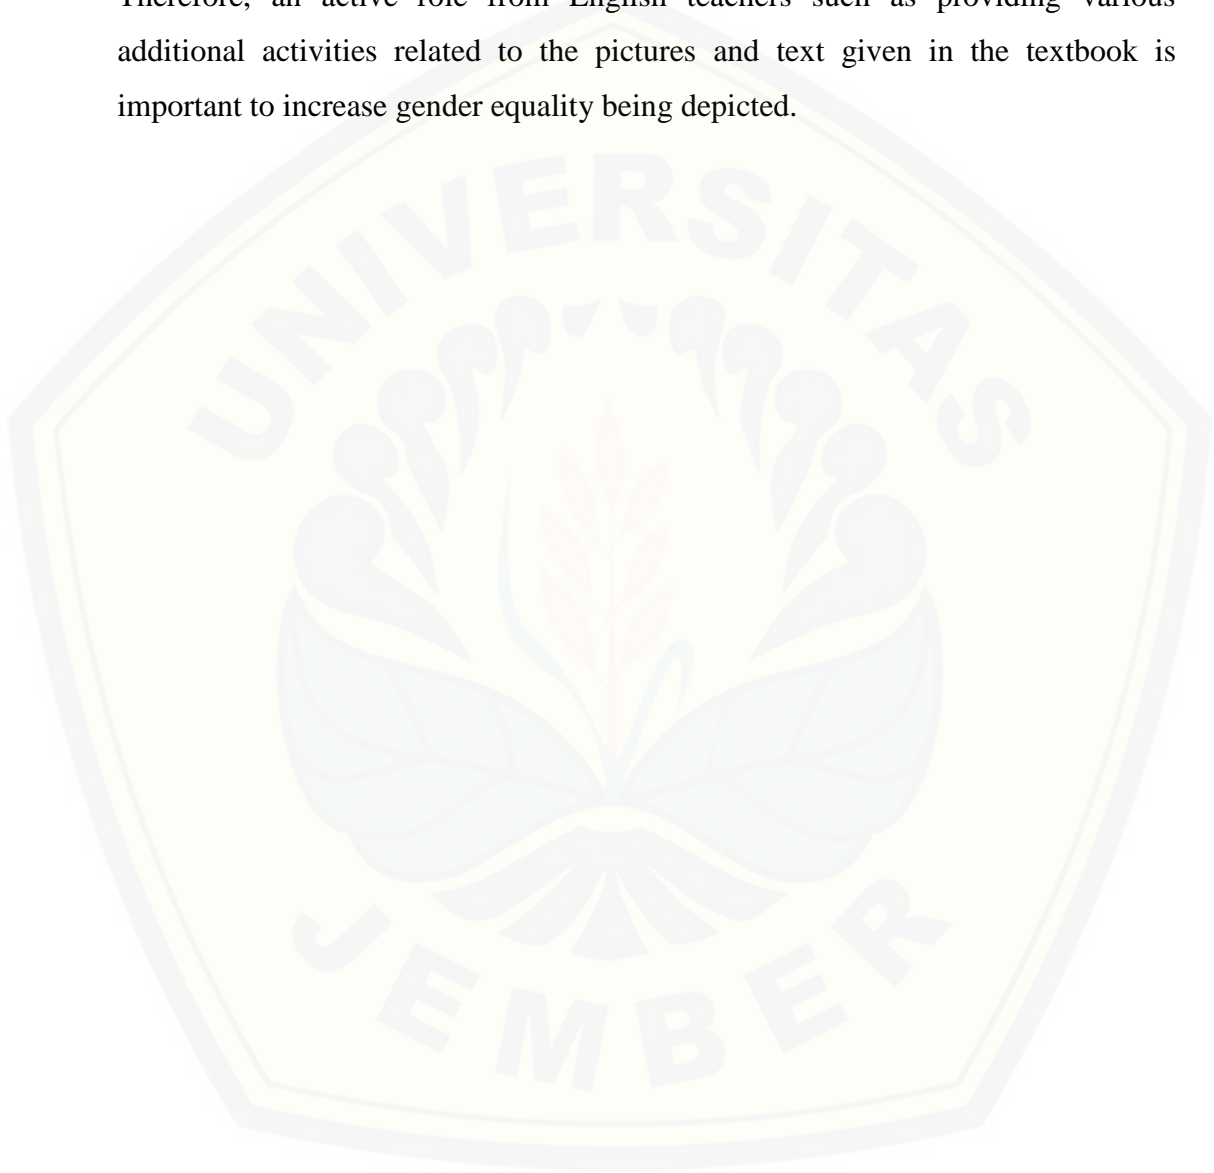 Therefore, an active role from English teachers such as providing various
additional activities related to the pictures and text given in the textbook is
important to increase gender equality being depicted.
UNIVERSITAS
JEMBER